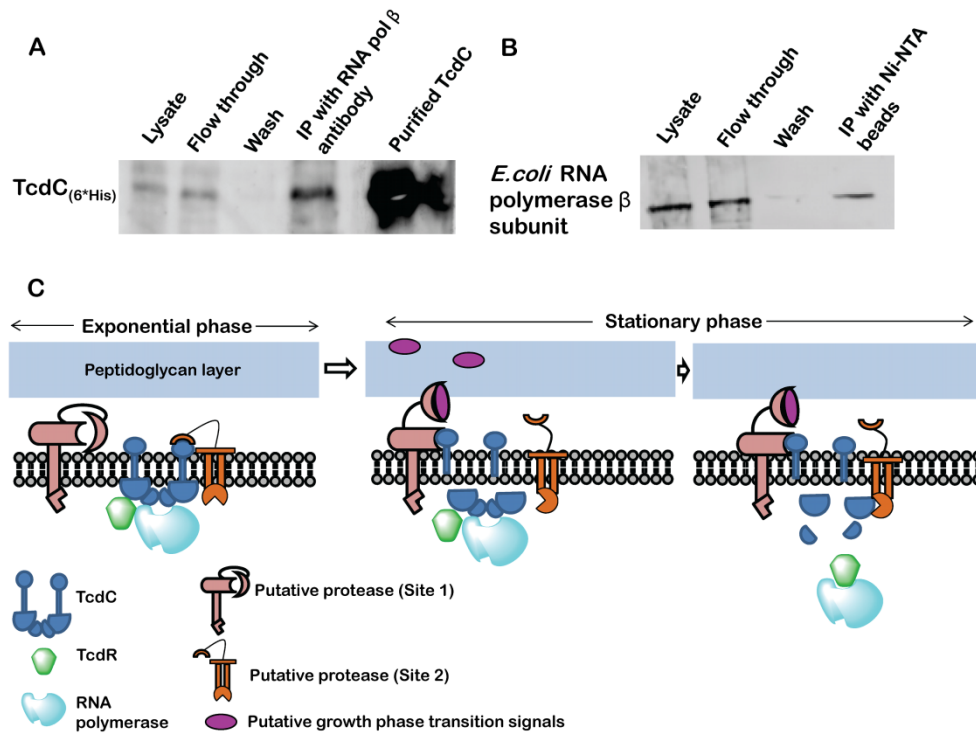 A
Lysate
Flow through
Wash
IP with RNA pol β
antibody
Purified TcdC
TcdC(6*His)
B
Lysate
Flow through
Wash
IP with Ni-NTA
beads
E.coli RNA
polymerase β
subunit
C
Exponential phase
Stationary phase
Peptidoglycan layer
TcdC
TcdR
RNA
polymerase
Putative protease (Site 1)
Putative protease (Site 2)
Putative growth phase transition signals